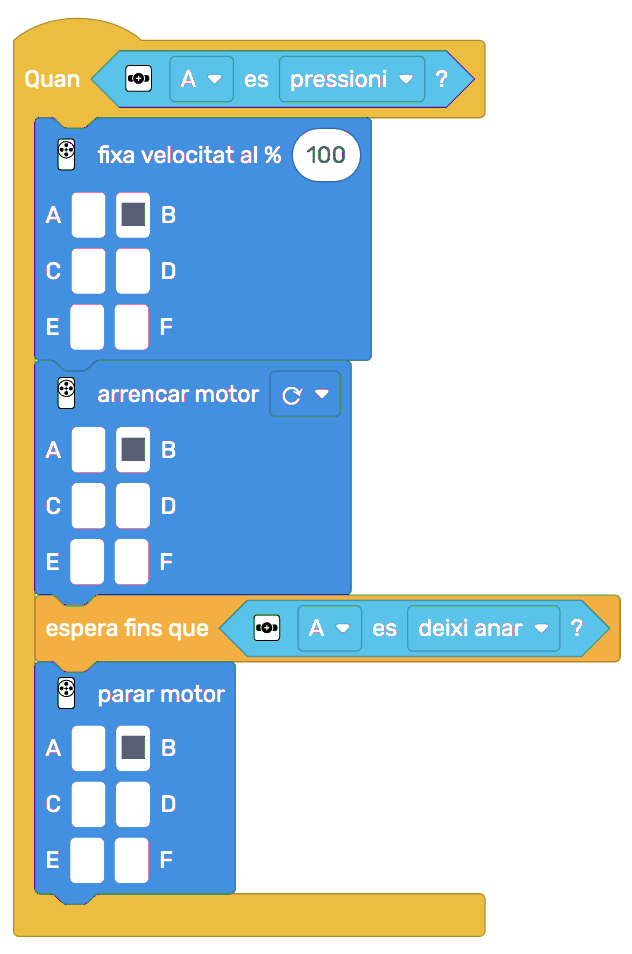 Quan A es pressioni ?
fixa velocitat al % 100
A B
C D
E F
arrencar motor
A B
C D
E F
espera fins que A es deixi anar ?
parar motor
A B
C D
E F